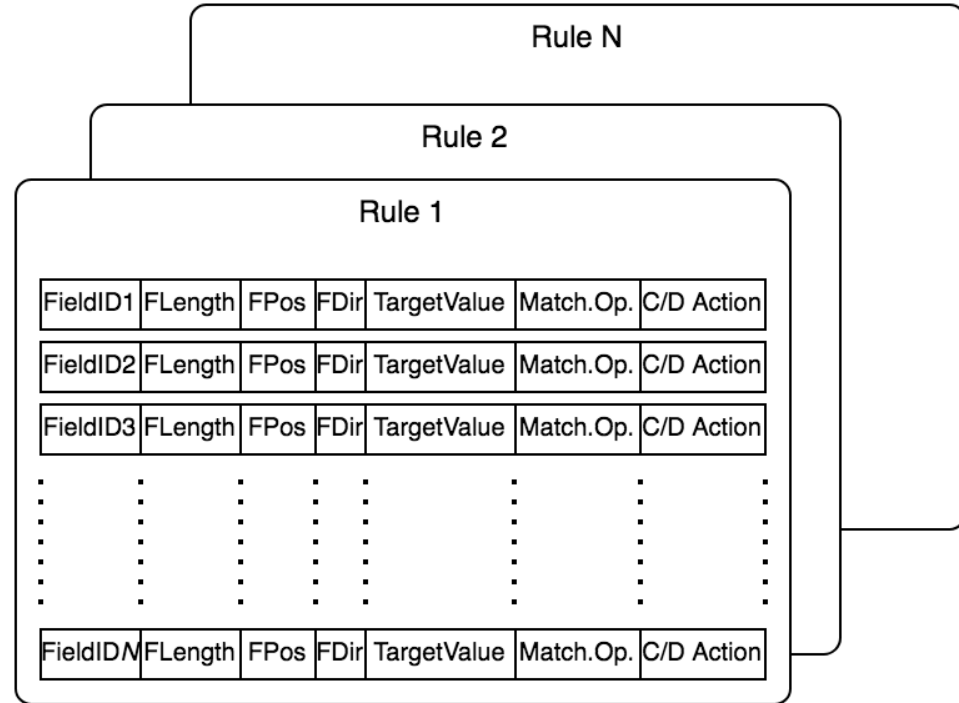 Rule N
Rule 2
Rule 1
FieldID1 FLength FPos FDir TargetValue Match.Op. C/D Action
FieldID2 FLength FPos FDir TargetValue Match.Op. C/D Action
FieldID3 FLength FPos FDir TargetValue Match.Op. C/D Action
FieldIDN FLength FPos FDir TargetValue Match.Op. C/D Action